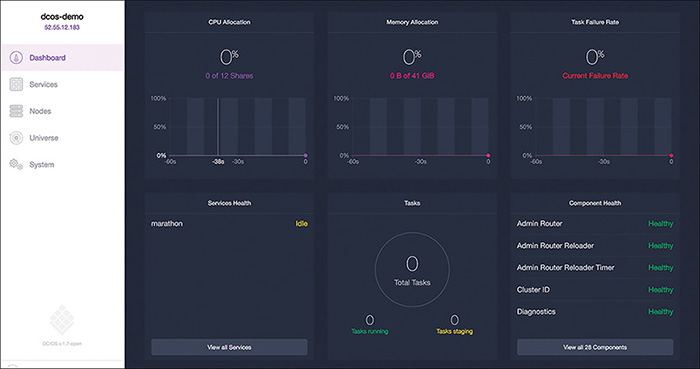 dcos-demo
52.55.12.183
Dashboard
Services
Nodes
Universe
System
DC/OS v.1.7-open
CPU Allocation
0%
0 of 12 Shares
100%
50%
0%
-60s
-38s
-30s
0
Memory Allocation
0%
0 B of 41 GiB
100%
50%
0%
-60s
-30s
0
Task Failure Rate
0%
Current Failure Rate
100%
50%
0%
-60s
-30s
0
Services Health
marathon Idle
View all Services
Tasks
0
Total Tasks
0
Tasks running
0
Tasks staging
Component Health
Admin Router Healthy
Admin Router Reloader Healthy
Admin Router Reloader Timer Healthy
Cluster ID Healthy
Diagnostics Healthy
View all 28 Components